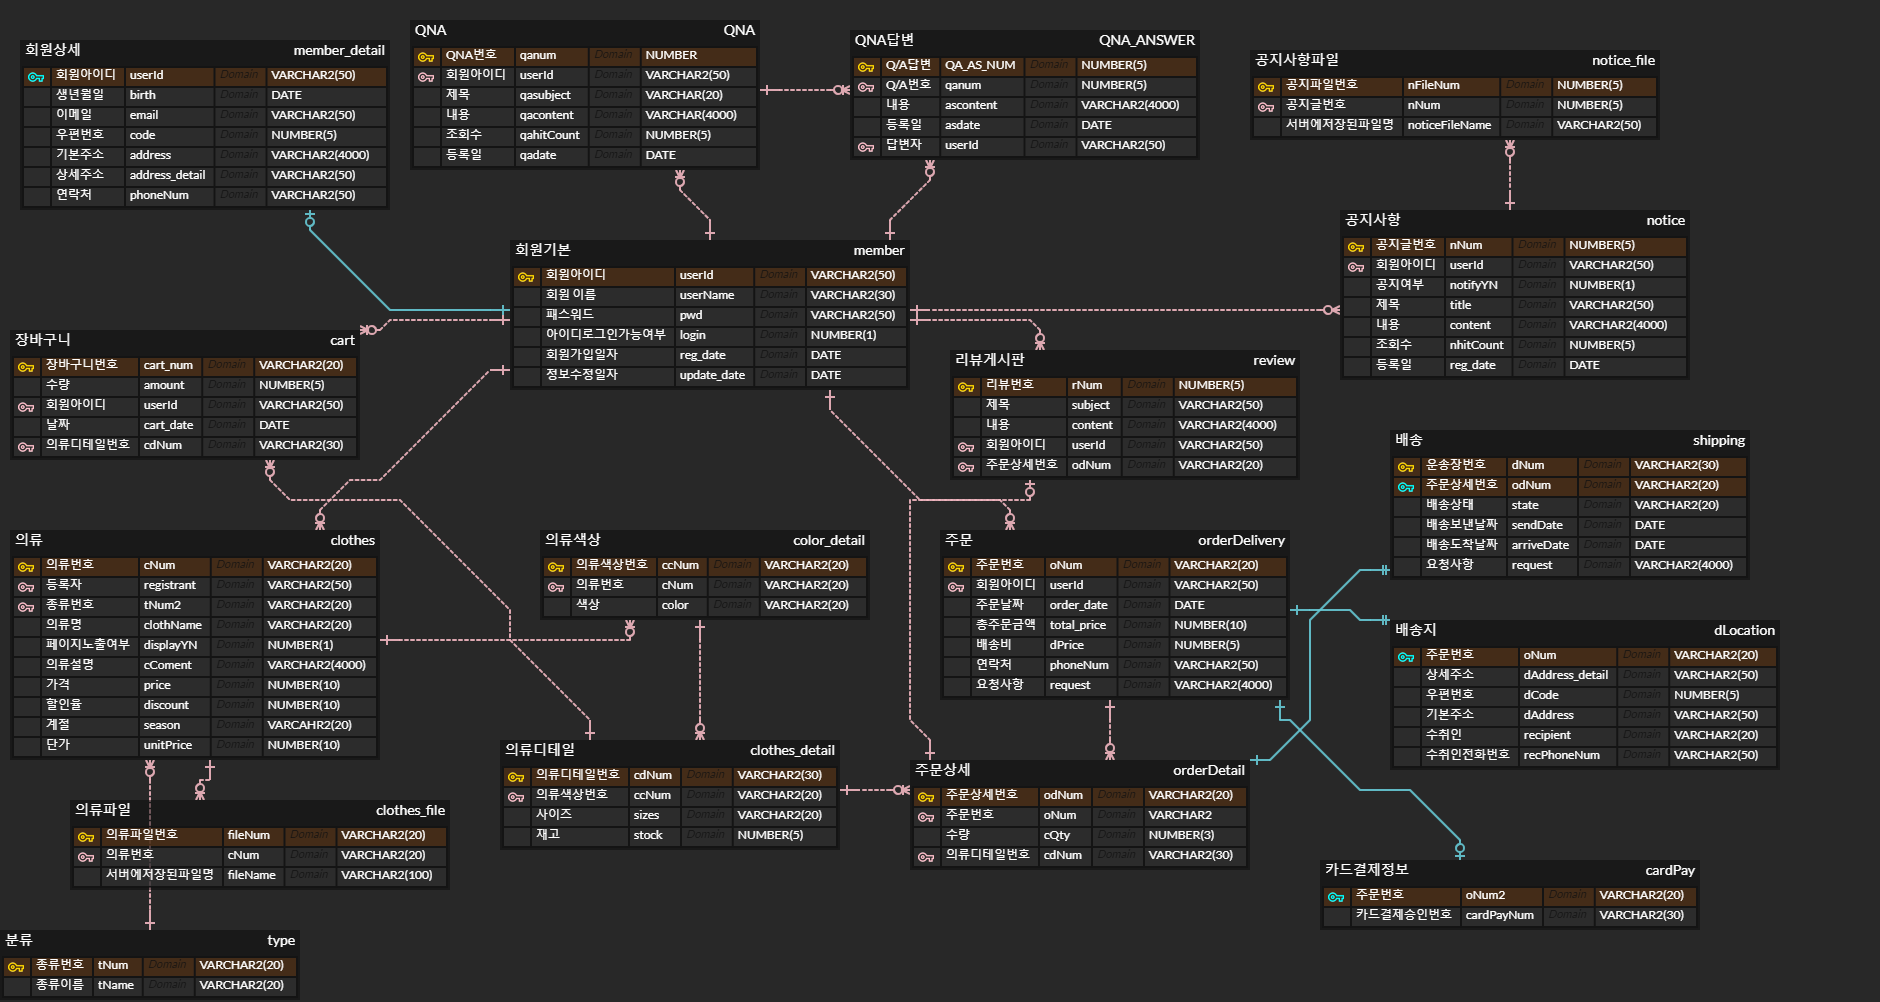 회원상세 member_detail
회원아이디 userId Domain VARCHAR2(50)
생년월일 birth Domain DATE
이메일 email Domain VARCHAR2(50)
우편번호 code Domain NUMBER(5)
기본주소 address Domain VARCHAR2(4000)
상세주소 address_detail Domain VARCHAR2(50)
연락처 phoneNum Domain VARCHAR2(50)
QNA QNA
QNA번호 qanum Domain NUMBER
회원아이디 userId Domain VARCHAR2(50)
제목 qasubject Domain VARCHAR(20)
내용 qacontent Domain VARCHAR(4000)
조회수 qahitCount Domain NUMBER(5)
등록일 qadate Domain DATE
QNA답변 QNA_ANSWER
Q/A답변 QA_AS_NUM Domain NUMBER(5)
Q/A번호 qanum Domain NUMBER(5)
내용 ascontent Domain VARCHAR2(4000)
등록일 asdate Domain DATE
답변자 userId Domain VARCHAR2(50)
공지사항파일 notice_file
공지파일번호 nFileNum Domain NUMBER(5)
공지글번호 nNum Domain NUMBER(5)
서버에저장된파일명 noticeFileName Domain VARCHAR2(50)
회원기본 member
회원아이디 userId Domain VARCHAR2(50)
회원 이름 userName Domain VARCHAR2(30)
패스워드 pwd Domain VARCHAR2(50)
아이디로그인가능여부 login Domain NUMBER(1)
회원가입일자 reg_date Domain DATE
정보수정일자 update_date Domain DATE
공지사항 notice
공지글번호 nNum Domain NUMBER(5)
회원아이디 userId Domain VARCHAR2(50)
공지여부 notifyYN Domain NUMBER(1)
제목 title Domain VARCHAR2(50)
내용 content Domain VARCHAR2(4000)
조회수 nhitCount Domain NUMBER(5)
등록일 reg_date Domain DATE
장바구니 cart
장바구니번호 cart_num Domain VARCHAR2(20)
수량 amount Domain NUMBER(5)
회원아이디 userId Domain VARCHAR2(50)
날짜 cart_date Domain DATE
의류디테일번호 cdNum Domain VARCHAR2(30)
리뷰게시판 review
리뷰번호 rNum Domain NUMBER(5)
제목 subject Domain VARCHAR2(50)
내용 content Domain VARCHAR2(4000)
회원아이디 userId Domain VARCHAR2(50)
주문상세번호 odNum Domain VARCHAR2(20)
배송 shipping
운송장번호 dNum Domain VARCHAR2(30)
주문상세번호 odNum Domain VARCHAR2(20)
배송상태 state Domain VARCHAR2(20)
배송보낸날짜 sendDate Domain DATE
배송도착날짜 arriveDate Domain DATE
요청사항 request Domain VARCHAR2(4000)
의류 clothes
의류번호 cNum Domain VARCHAR2(20)
등록자 registrant Domain VARCHAR2(50)
종류번호 tNum2 Domain VARCHAR2(20)
의류명 clothName Domain VARCHAR2(20)
페이지노출여부 displayYN Domain NUMBER(1)
의류설명 cComent Domain VARCHAR2(4000)
가격 price Domain NUMBER(10)
할인율 discount Domain NUMBER(10)
계절 season Domain VARCAHR2(20)
단가 unitPrice Domain NUMBER(10)
의류색상 color_detail
의류색상번호 ccNum Domain VARCHAR2(20)
의류번호 cNum Domain VARCHAR2(20)
색상 color Domain VARCHAR2(20)
주문 orderDelivery
주문번호 oNum Domain VARCHAR2(20)
회원아이디 userId Domain VARCHAR2(50)
주문날짜 order_date Domain DATE
총주문금액 total_price Domain NUMBER(10)
배송비 dPrice Domain NUMBER(5)
연락처 phoneNum Domain VARCHAR2(50)
요청사항 request Domain VARCHAR2(4000)
배송지 dLocation
주문번호 oNum Domain VARCHAR2(20)
상세주소 dAddress_detail Domain VARCHAR2(50)
우편번호 dCode Domain NUMBER(5)
기본주소 dAddress Domain VARCHAR2(50)
수취인 recipient Domain VARCHAR2(20)
수취인전화번호 recPhoneNum Domain VARCHAR2(50)
의류디테일 clothes_detail
의류디테일번호 cdNum Domain VARCHAR2(30)
의류색상번호 ccNum Domain VARCHAR2(20)
사이즈 sizes Domain VARCHAR2(20)
재고 stock Domain NUMBER(5)
주문상세 orderDetail
주문상세번호 odNum Domain VARCHAR2(20)
주문번호 oNum Domain VARCHAR2
수량 cQty Domain NUMBER(3)
의류디테일번호 cdNum Domain VARCHAR2(30)
의류파일 clothes_file
의류파일번호 fileNum Domain VARCHAR2(20)
의류번호 cNum Domain VARCHAR2(20)
서버에저장된파일명 fileName Domain VARCHAR2(100)
카드결제정보 cardPay
주문번호 oNum2 Domain VARCHAR2(20)
카드결제승인번호 cardPayNum Domain VARCHAR2(30)
분류 type
종류번호 tNum Domain VARCHAR2(20)
종류이름 tName Domain VARCHAR2(20)